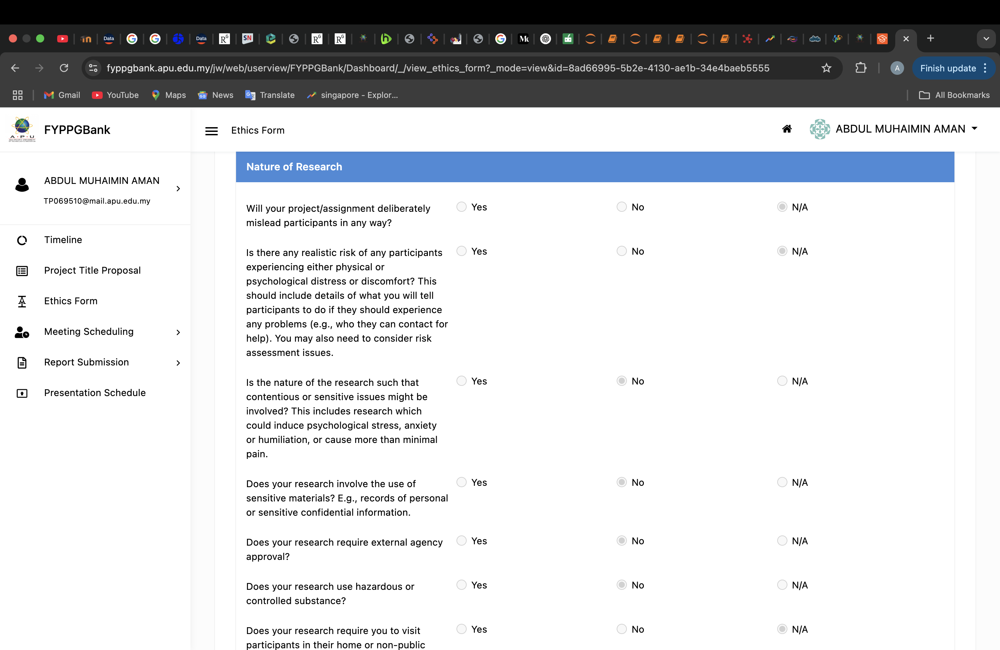 in
Data
Data
RG
SN
RG
RG
fyppgbank.apu.edu.my/jw/web/userview/FYPPGBank/Dashboard/_/view_ethics_form?_mode=view&id=8ad66995-5b2e-4130-ae1b-34e4baeb5555
A
Finish update
Gmail
YouTube
Maps
News
Translate
singapore - Explor...
All Bookmarks
A·P·U
FYPPGBank
Ethics Form
ABDUL MUHAIMIN AMAN
ABDUL MUHAIMIN AMAN
TP069510@mail.apu.edu.my
Timeline
Project Title Proposal
Ethics Form
Meeting Scheduling
Report Submission
Presentation Schedule
Nature of Research
Will your project/assignment deliberately
mislead participants in any way?
Yes
No
N/A
Is there any realistic risk of any participants
experiencing either physical or
psychological distress or discomfort? This
should include details of what you will tell
participants to do if they should experience
any problems (e.g., who they can contact for
help). You may also need to consider risk
assessment issues.
Yes
No
N/A
Is the nature of the research such that
contentious or sensitive issues might be
involved? This includes research which
could induce psychological stress, anxiety
or humiliation, or cause more than minimal
pain.
Yes
No
N/A
Does your research involve the use of
sensitive materials? E.g., records of personal
or sensitive confidential information.
Yes
No
N/A
Does your research require external agency
approval?
Yes
No
N/A
Does your research use hazardous or
controlled substance?
Yes
No
N/A
Does your research require you to visit
participants in their home or non-public
Yes
No
N/A